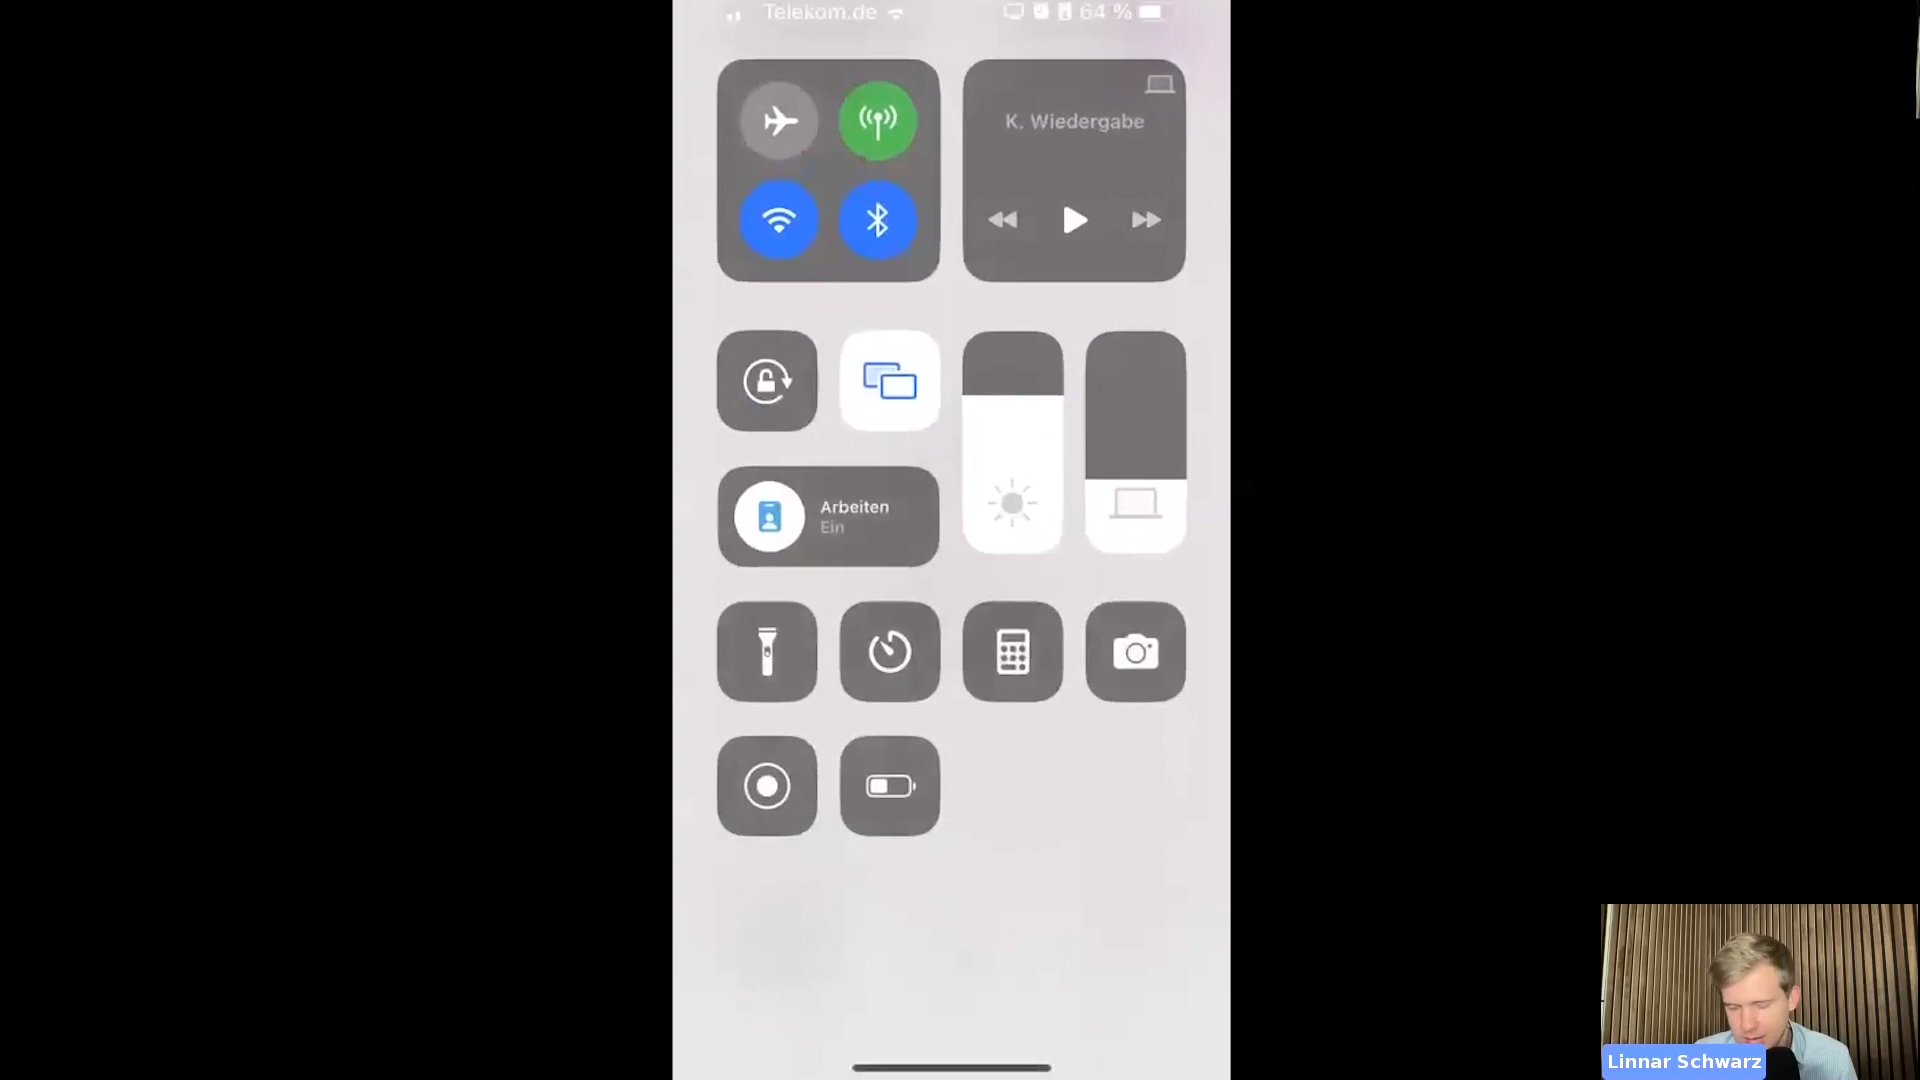 Telekom.de
64 %
K. Wiedergabe
Arbeiten
Ein
Linnar Schwarz